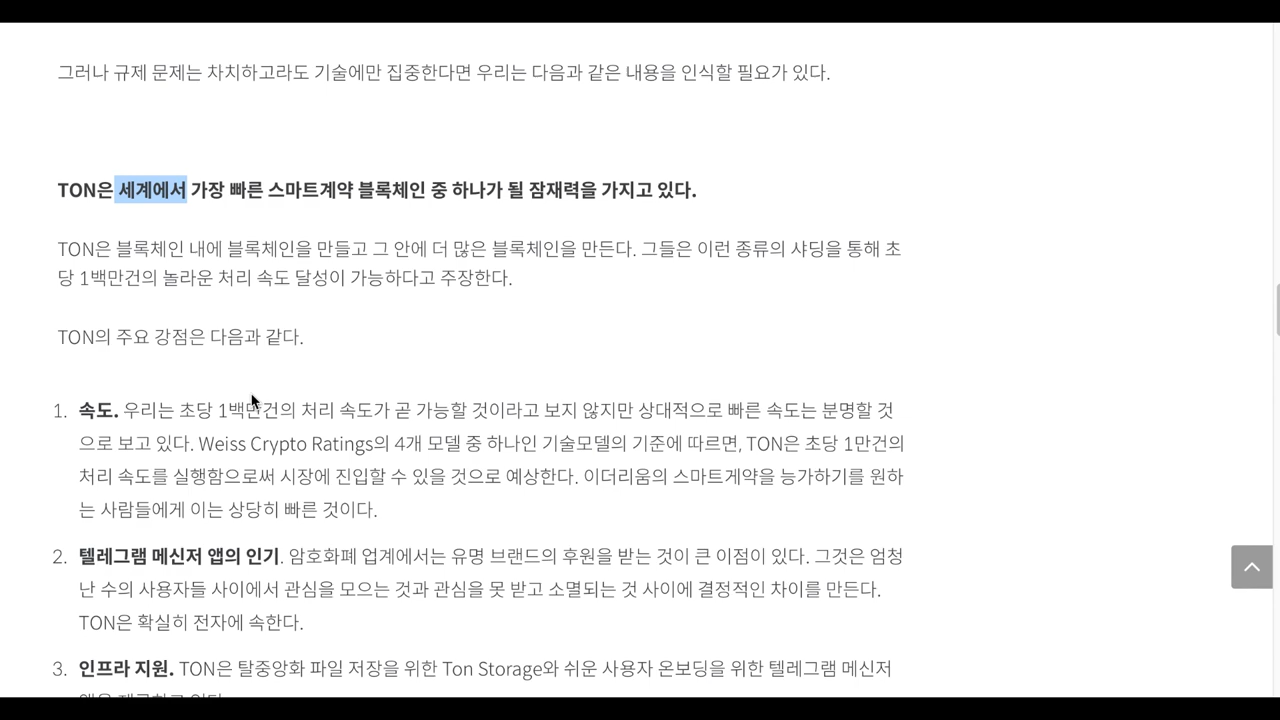 그러나 규제 문제는 차치하고라도 기술에만 집중한다면 우리는 다음과 같은 내용을 인식할 필요가 있다.
TON은 세계에서 가장 빠른 스마트계약 블록체인 중 하나가 될 잠재력을 가지고 있다.
TON은 블록체인 내에 블록체인을 만들고 그 안에 더 많은 블록체인을 만든다. 그들은 이런 종류의 샤딩을 통해 초
당 1백만건의 놀라운 처리 속도 달성이 가능하다고 주장한다.
TON의 주요 강점은 다음과 같다.
1. 속도. 우리는 초당 1백만건의 처리 속도가 곧 가능할 것이라고 보지 않지만 상대적으로 빠른 속도는 분명할 것
으로 보고 있다. Weiss Crypto Ratings의 4개 모델 중 하나인 기술모델의 기준에 따르면, TON은 초당 1만건의
처리 속도를 실행함으로써 시장에 진입할 수 있을 것으로 예상한다. 이더리움의 스마트게약을 능가하기를 원하
는 사람들에게 이는 상당히 빠른 것이다.
2. 텔레그램 메신저 앱의 인기. 암호화폐 업계에서는 유명 브랜드의 후원을 받는 것이 큰 이점이 있다. 그것은 엄청
난 수의 사용자들 사이에서 관심을 모으는 것과 관심을 못 받고 소멸되는 것 사이에 결정적인 차이를 만든다.
TON은 확실히 전자에 속한다.
3. 인프라 지원. TON은 탈중앙화 파일 저장을 위한 Ton Storage와 쉬운 사용자 온보딩을 위한 텔레그램 메신저